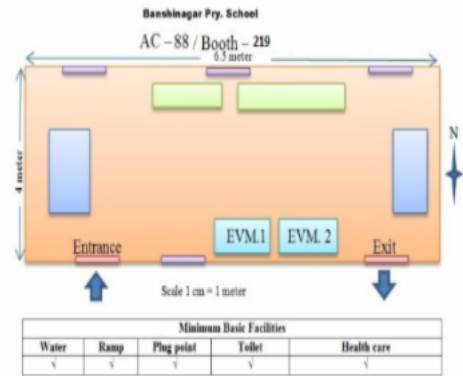 Banshinagar Pry. School
AC – 88 / Booth – 219
6.5 meter
4 meter
N
EVM.1 EVM. 2
Entrance Exit
Scale 1 cm = 1 meter
Minimum Basic Facilities
Water Ramp Plug point Toilet Health care
√ √ √ √ √